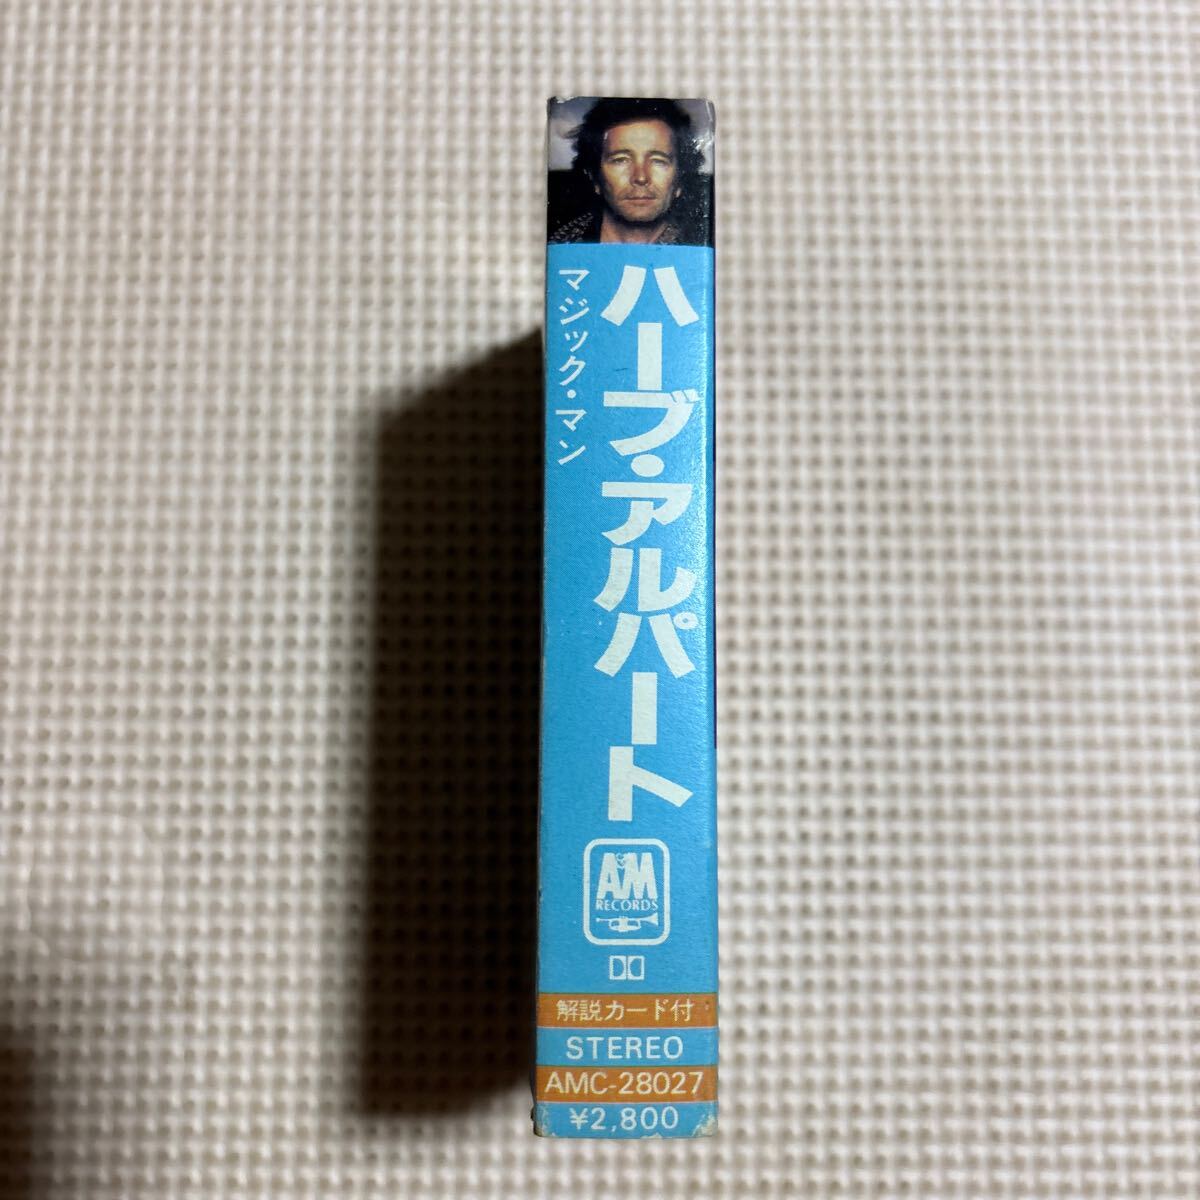 ハーブ・アルパート
マジック・マン
A&M
RECORDS
解説カード付
STEREO
AMC-28027
¥2,800